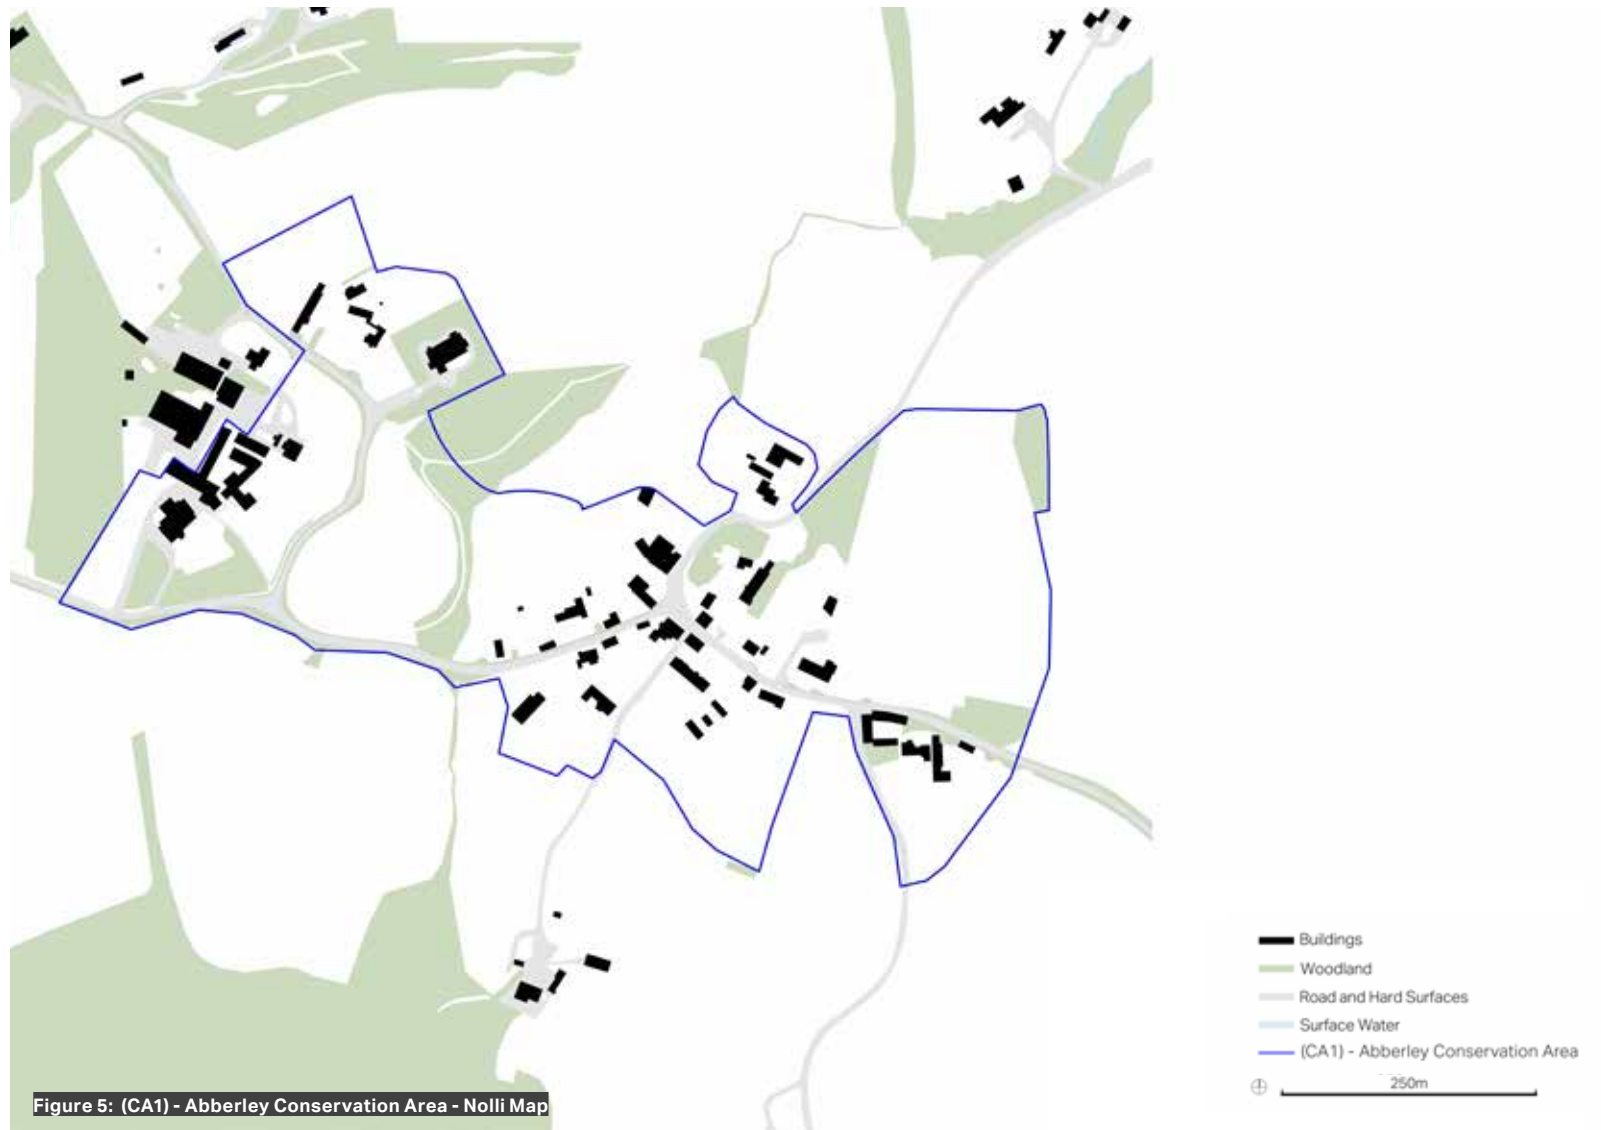 Buildings
Woodland
Road and Hard Surfaces
Surface Water
(CA1) - Abberley Conservation Area
250m
Figure 5: (CA1) - Abberley Conservation Area - Nolli Map